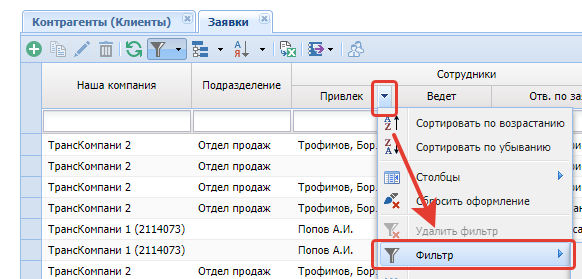 Контрагенты (Клиенты) Заявки
Сотрудники
Наша компания Подразделение
Привлек Ведет Отв. по за
Сортировать по возрастанию
ТрансКомпани 2 Отдел продаж Трофимов, Бор.
Сортировать по убыванию
ТрансКомпани 2 Отдел продаж Трофимов, Бор
Столбцы
ТрансКомпани 2 Отдел продаж Трофимов, Бор
Сбросить оформление
ТрансКомпани 2 Отдел продаж Трофимов, Бор
ТрансКомпани 1 (2114073) Попов А.И.
Удалить фильтр
ТрансКомпани 1 (2114073) Попов А.И.
Фильтр
ТрансКомпани 2 Отдел продаж Трофимов, Бор